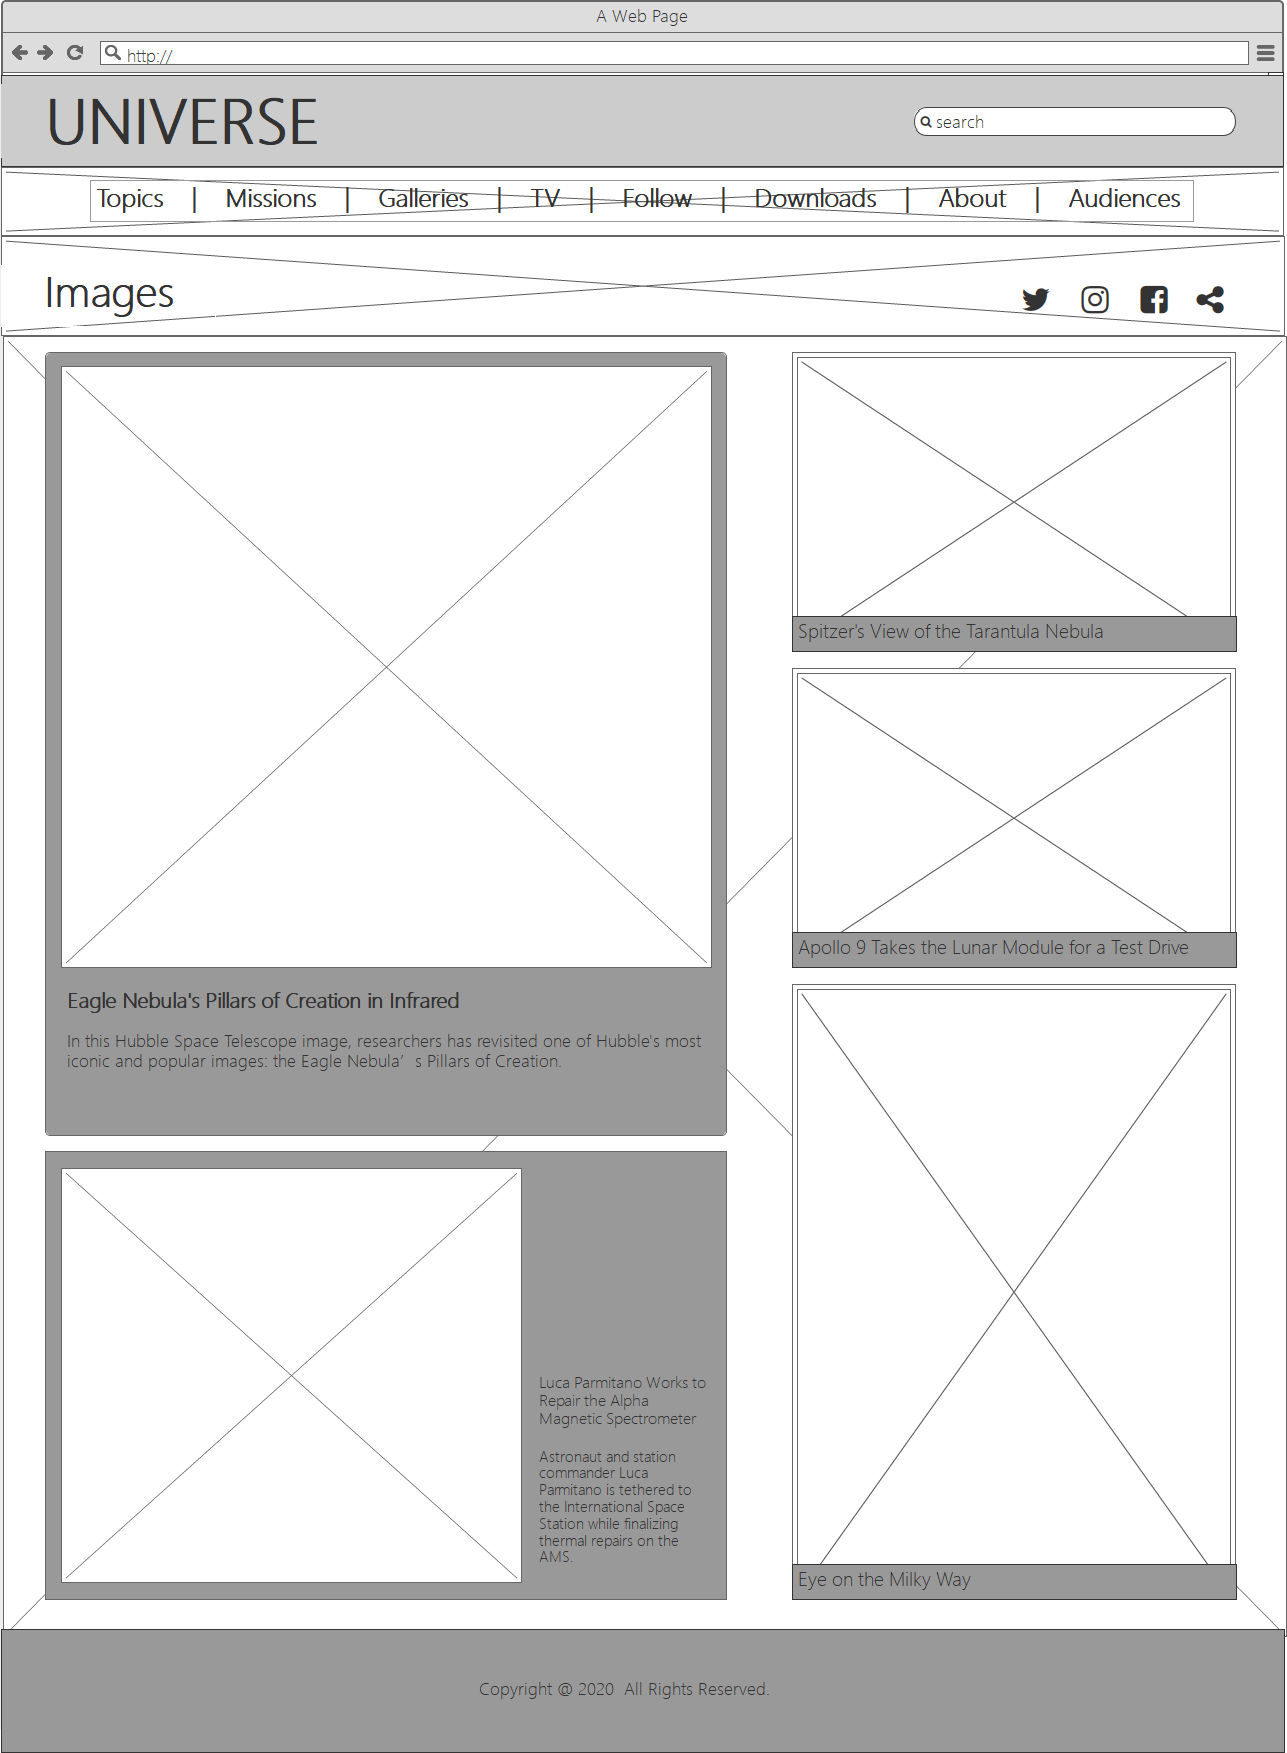 A Web Page
http://
UNIVERSE
search
Topics | Missions | Galleries | TV | Follow | Downloads | About | Audiences
Images
Spitzer's View of the Tarantula Nebula
Apollo 9 Takes the Lunar Module for a Test Drive
Eagle Nebula's Pillars of Creation in Infrared
In this Hubble Space Telescope image, researchers has revisited one of Hubble's most
iconic and popular images: the Eagle Nebula’ s Pillars of Creation.
Luca Parmitano Works to
Repair the Alpha
Magnetic Spectrometer
Astronaut and station
commander Luca
Parmitano is tethered to
the International Space
Station while finalizing
thermal repairs on the
AMS.
Eye on the Milky Way
Copyright @ 2020 All Rights Reserved.